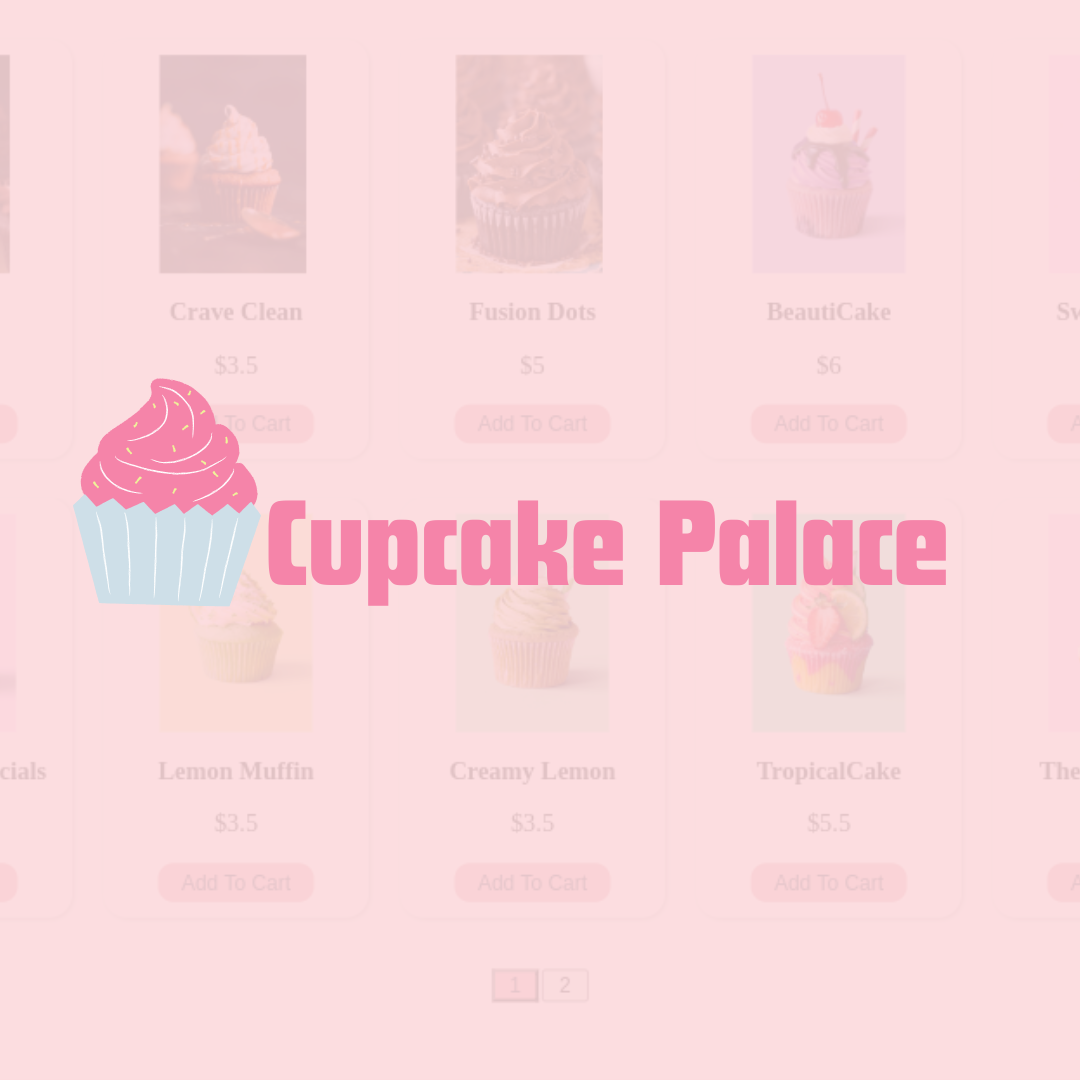 Crave Clean
Fusion Dots
BeautiCake
Sw
$3.5
$5
$6
To Cart
Add To Cart
Add To Cart
A
Cupcake Palace
cials
Lemon Muffin
Creamy Lemon
TropicalCake
The
$3.5
$3.5
$5.5
Add To Cart
Add To Cart
Add To Cart
A
1
2